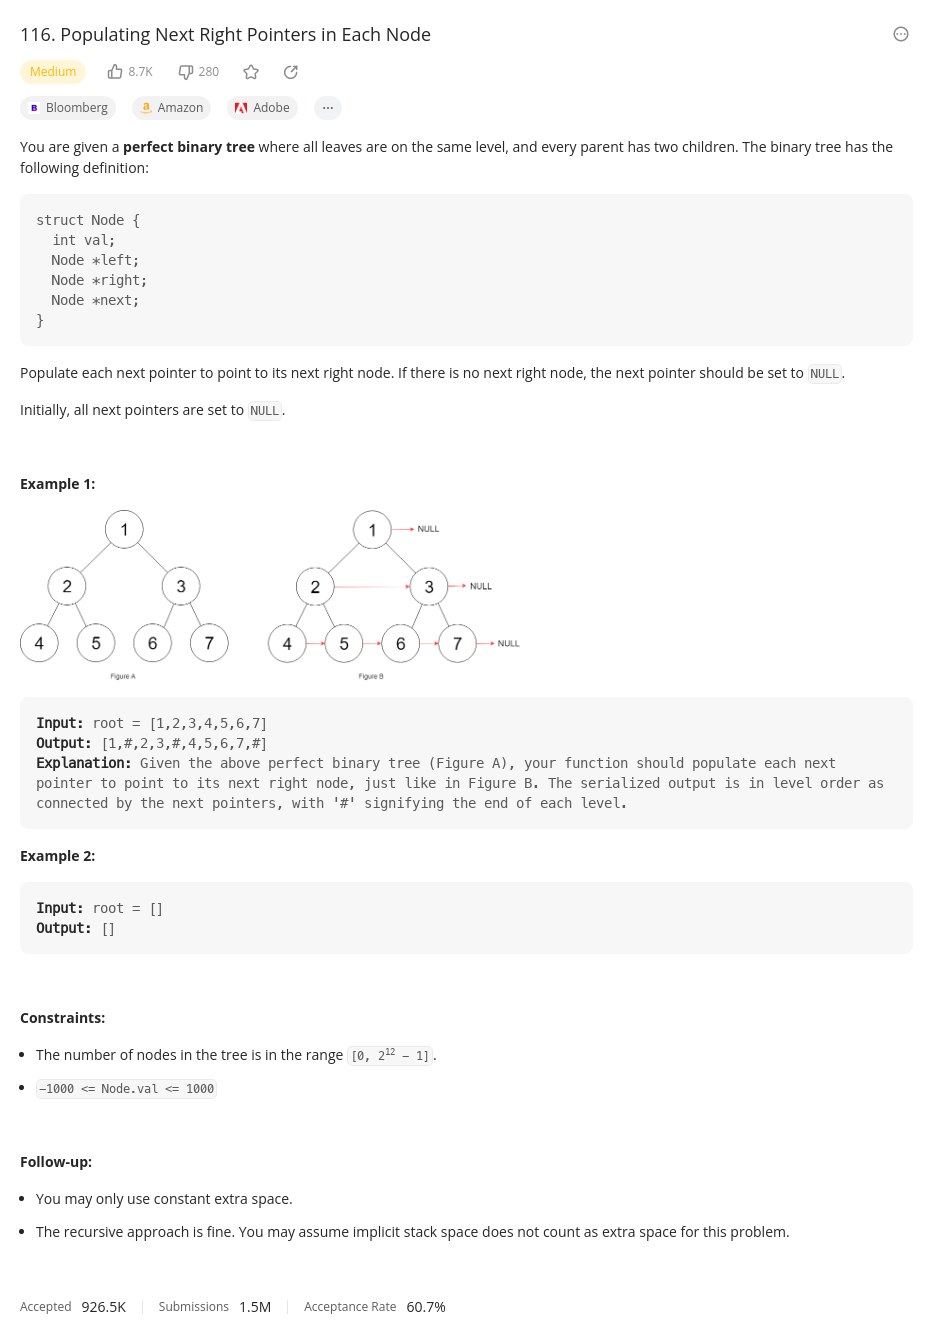 116. Populating Next Right Pointers in Each Node
Medium 8.7K 280
B Bloomberg a Amazon Adobe ...
You are given a perfect binary tree where all leaves are on the same level, and every parent has two children. The binary tree has the
following definition:
struct Node {
int val;
Node *left;
Node *right;
Node *next;
}
Populate each next pointer to point to its next right node. If there is no next right node, the next pointer should be set to NULL.
Initially, all next pointers are set to NULL.
Example 1:
1 1 NULL
2 3 2 3 NULL
4 5 6 7 4 5 6 7 NULL
Figure A Figure B
Input: root = [1,2,3,4,5,6,7]
Output: [1,#,2,3,#,4,5,6,7,#]
Explanation: Given the above perfect binary tree (Figure A), your function should populate each next
pointer to point to its next right node, just like in Figure B. The serialized output is in level order as
connected by the next pointers, with '#' signifying the end of each level.
Example 2:
Input: root = []
Output: []
Constraints:
• The number of nodes in the tree is in the range [0, 2¹² − 1].
• −1000 <= Node.val <= 1000
Follow-up:
• You may only use constant extra space.
• The recursive approach is fine. You may assume implicit stack space does not count as extra space for this problem.
Accepted 926.5K Submissions 1.5M Acceptance Rate 60.7%